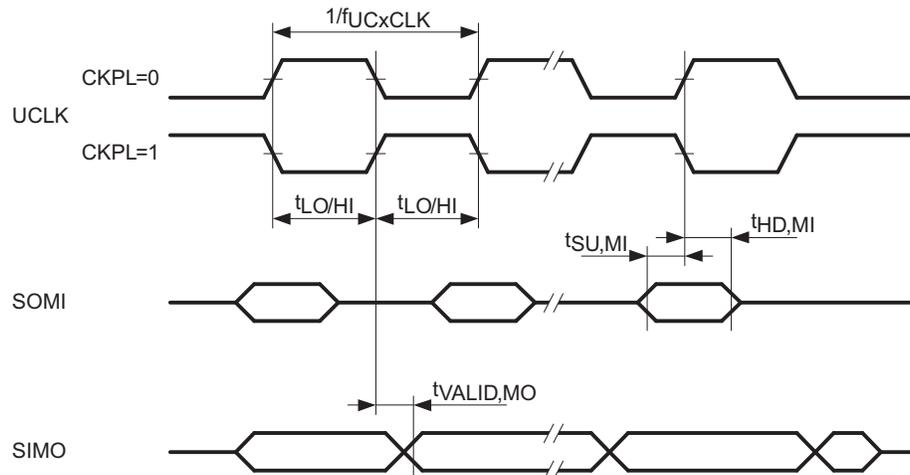 1/fUCxCLK
CKPL=0
UCLK
CKPL=1
tLO/HI tLO/HI
tSU,MI tHD,MI
SOMI
tVALID,MO
SIMO